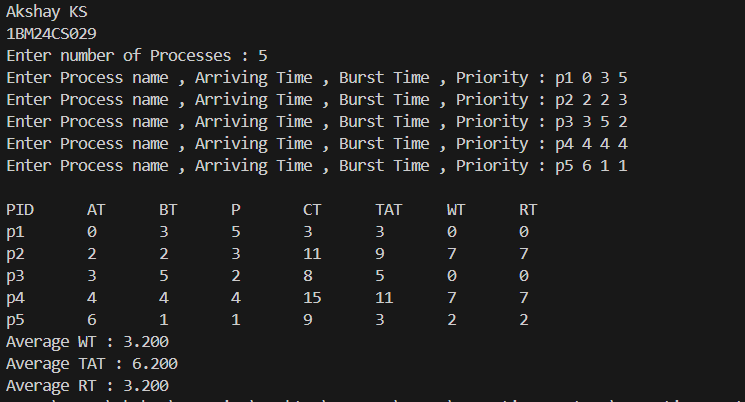 Akshay KS
1BM24CS029
Enter number of Processes : 5
Enter Process name , Arriving Time , Burst Time , Priority : p1 0 3 5
Enter Process name , Arriving Time , Burst Time , Priority : p2 2 2 3
Enter Process name , Arriving Time , Burst Time , Priority : p3 3 5 2
Enter Process name , Arriving Time , Burst Time , Priority : p4 4 4 4
Enter Process name , Arriving Time , Burst Time , Priority : p5 6 1 1
PID AT BT P CT TAT WT RT
p1 0 3 5 3 3 0 0
p2 2 2 3 11 9 7 7
p3 3 5 2 8 5 0 0
p4 4 4 4 15 11 7 7
p5 6 1 1 9 3 2 2
Average WT : 3.200
Average TAT : 6.200
Average RT : 3.200